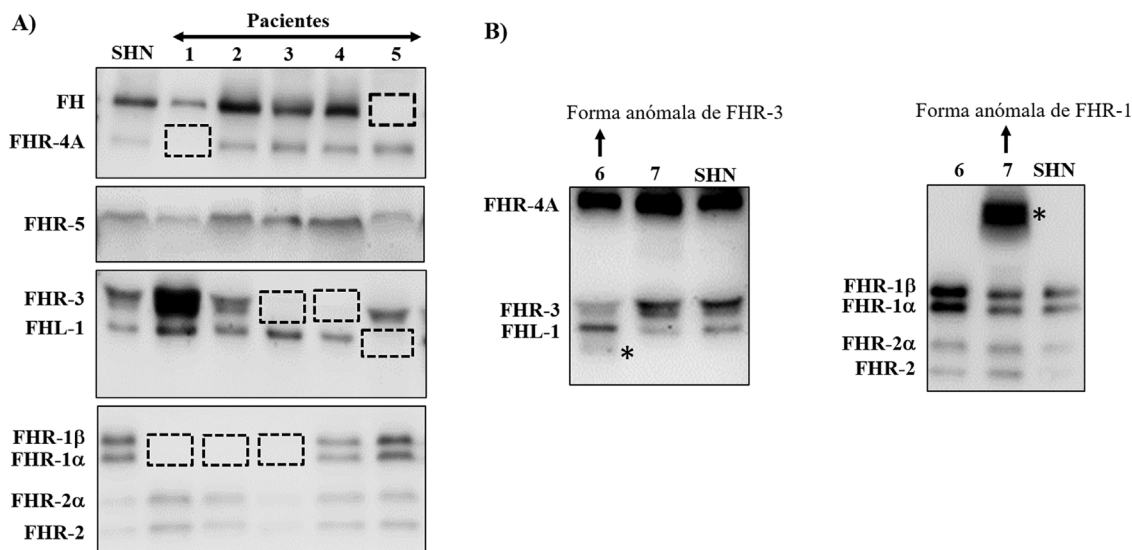 A)
Pacientes
SHN 1 2 3 4 5
FH
FHR-4A
FHR-5
FHR-3
FHL-1
FHR-1β
FHR-1α
FHR-2α
FHR-2
B)
Forma anómala de FHR-3
6 7 SHN
FHR-4A
FHR-3
FHL-1
*
Forma anómala de FHR-1
6 7 SHN
*
FHR-1β
FHR-1α
FHR-2α
FHR-2